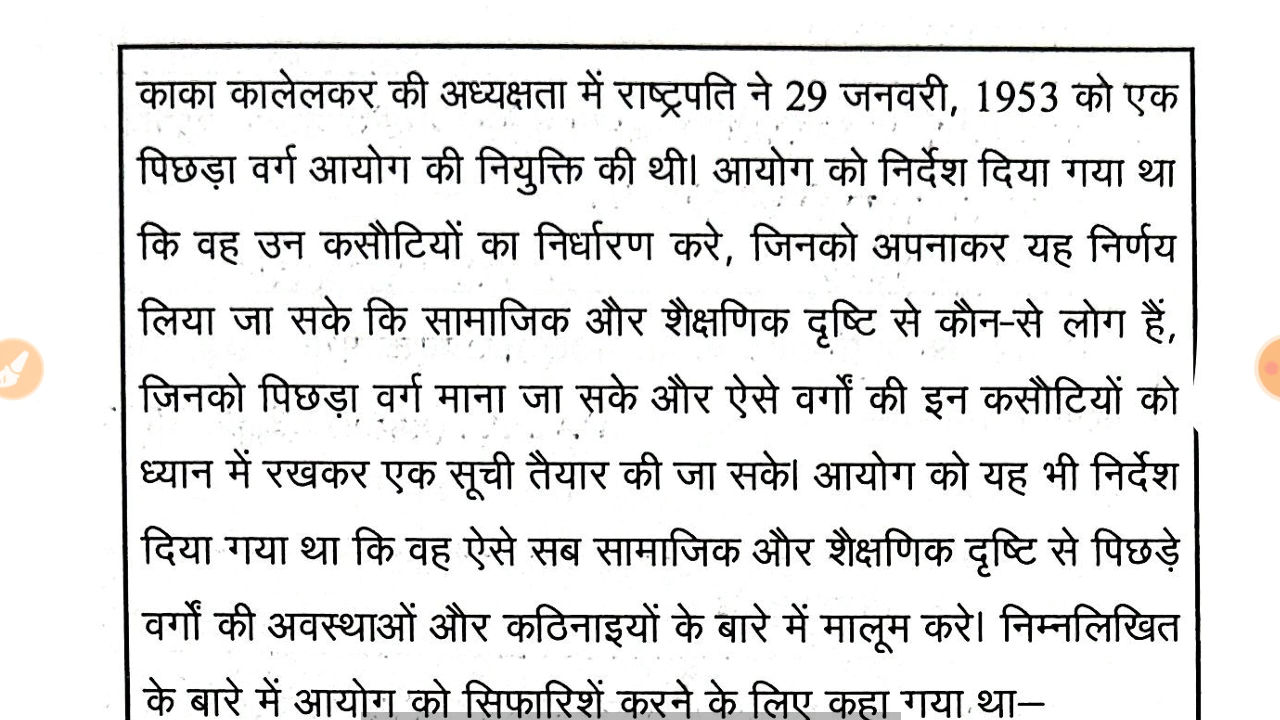 काका कालेलकर की अध्यक्षता में राष्ट्रपति ने 29 जनवरी, 1953 को एक
पिछड़ा वर्ग आयोग की नियुक्ति की थी। आयोग को निर्देश दिया गया था
कि वह उन कसौटियों का निर्धारण करे, जिनको अपनाकर यह निर्णय
लिया जा सके कि सामाजिक और शैक्षणिक दृष्टि से कौन-से लोग हैं,
जिनको पिछड़ा वर्ग माना जा सके और ऐसे वर्गों की इन कसौटियों को
ध्यान में रखकर एक सूची तैयार की जा सके। आयोग को यह भी निर्देश
दिया गया था कि वह ऐसे सब सामाजिक और शैक्षणिक दृष्टि से पिछड़े
वर्गों की अवस्थाओं और कठिनाइयों के बारे में मालूम करे। निम्नलिखित
के बारे में आयोग को सिफारिशें करने के लिए कहा गया था–